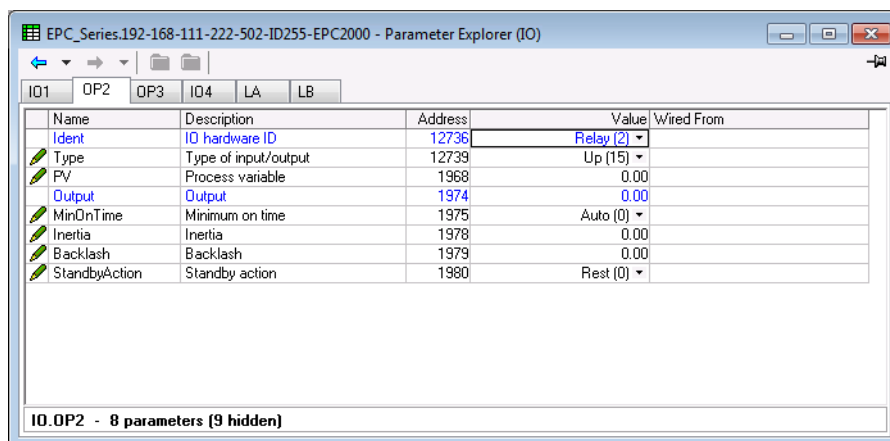 EPC_Series.192-168-111-222-502-ID255-EPC2000 - Parameter Explorer (IO)
IO1 OP2 OP3 IO4 LA LB
Name Description Address Value Wired From
Ident IO hardware ID 12736 Relay (2)
Type Type of input/output 12739 Up (15)
PV Process variable 1968 0.00
Output Output 1974 0.00
MinOnTime Minimum on time 1975 Auto (0)
Inertia Inertia 1978 0.00
Backlash Backlash 1979 0.00
StandbyAction Standby action 1980 Rest (0)
IO.OP2 - 8 parameters (9 hidden)